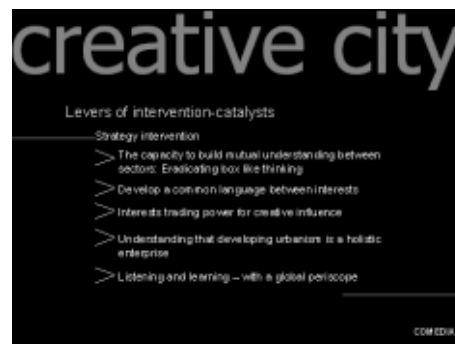 creative city
Levers of intervention-catalysts
Strategy intervention
The capacity to build mutual understanding between
sectors: Eradicating box like thinking
Develop a common language between interests
Interests trading power for creative influence
Understanding that developing urbanism is a holistic
enterprise
Listening and learning – with a global periscope
COMEDIA